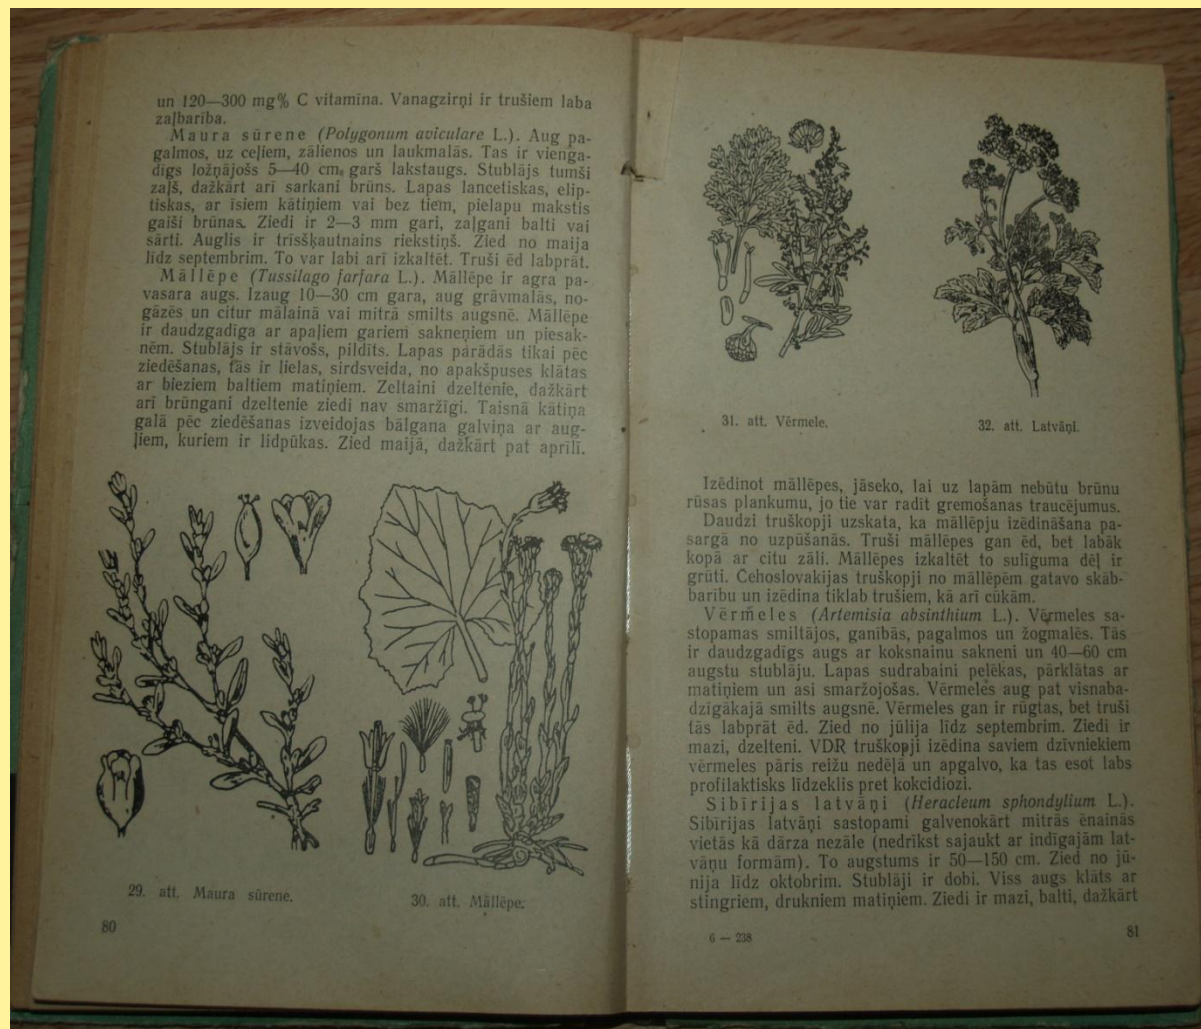 un 120—300 mg% C vitamīna. Vanagzirņi ir trušiem laba
zaļbarība.
Maura sūrene (Polygonum aviculare L.). Aug pa-
galmos, uz ceļiem, zālienos un laukmalās. Tas ir vienga-
dīgs ložņājošs 5—40 cm garš lakstaugs. Stublājs tumši
zaļš, dažkārt arī sarkani brūns. Lapas lancetiskas, elip-
tiskas, ar īsiem kātiņiem vai bez tiem, pielapu makstis
gaiši brūnas. Ziedi ir 2—3 mm gari, zaļgani balti vai
sārti. Auglis ir trīsšķautnains riekstiņš. Zied no maija
līdz septembrim. To var labi arī izkaltēt. Truši ēd labprāt.
Māllēpe (Tussilago farfara L.). Māllēpe ir agra pa-
vasara augs. Izaug 10—30 cm gara, aug grāvmalās, no-
gāzēs un citur mālainā vai mitrā smilts augsnē. Māllēpe
ir daudzgadīga ar apaļiem gariem sakneņiem un piesak-
nēm. Stublājs ir stāvošs, pildīts. Lapas parādās tikai pēc
ziedēšanas, tās ir lielas, sirdsveida, no apakšpuses klātas
ar bieziem baltiem matiņiem. Zeltaini dzeltenie, dažkārt
arī brūngani dzeltenie ziedi nav smaržīgi. Taisnā kātiņa
galā pēc ziedēšanas izveidojas bālgana galviņa ar aug-
ļiem, kuriem ir lidpūkas. Zied maijā, dažkārt pat aprīlī.
29. att. Maura sūrene.
30. att. Māllēpe.
80
31. att. Vērmele.
32. att. Latvāņi.
Izēdinot māllēpes, jāseko, lai uz lapām nebūtu brūnu
rūsas plankumu, jo tie var radīt gremošanas traucējumus.
Daudzi truškopji uzskata, ka māllēpju izēdināšana pa-
sargā no uzpūšanās. Truši māllēpes gan ēd, bet labāk
kopā ar citu zāli. Māllēpes izkaltēt to sulīguma dēļ ir
grūti. Čehoslovakijas truškopji no māllēpēm gatavo skāb-
barību un izēdina tiklab trušiem, kā arī cūkām.
Vērmeles (Artemisia absinthium L.). Vērmeles sa-
stopamas smiltājos, ganībās, pagalmos un žogmalēs. Tās
ir daudzgadīgs augs ar koksnainu sakneni un 40—60 cm
augstu stublāju. Lapas sudrabaini pelēkas, pārklātas ar
matiņiem un asi smaržojošas. Vērmeles aug pat visnaba-
dzīgākajā smilts augsnē. Vērmeles gan ir rūgtas, bet truši
tās labprāt ēd. Zied no jūlija līdz septembrim. Ziedi ir
mazi, dzelteni. VDR truškopji izēdina saviem dzīvniekiem
vērmeles pāris reižu nedēļā un apgalvo, ka tas esot labs
profilaktisks līdzeklis pret kokcidiozi.
Sibīrijas latvāņi (Heracleum sphondylium L.).
Sibīrijas latvāņi sastopami galvenokārt mitrās ēnainās
vietās kā dārza nezāle (nedrīkst sajaukt ar indīgajām lat-
vāņu formām). To augstums ir 50—150 cm. Zied no jū-
nija līdz oktobrim. Stublāji ir dobi. Viss augs klāts ar
stingriem, drukniem matiņiem. Ziedi ir mazi, balti, dažkārt
6 — 238
81